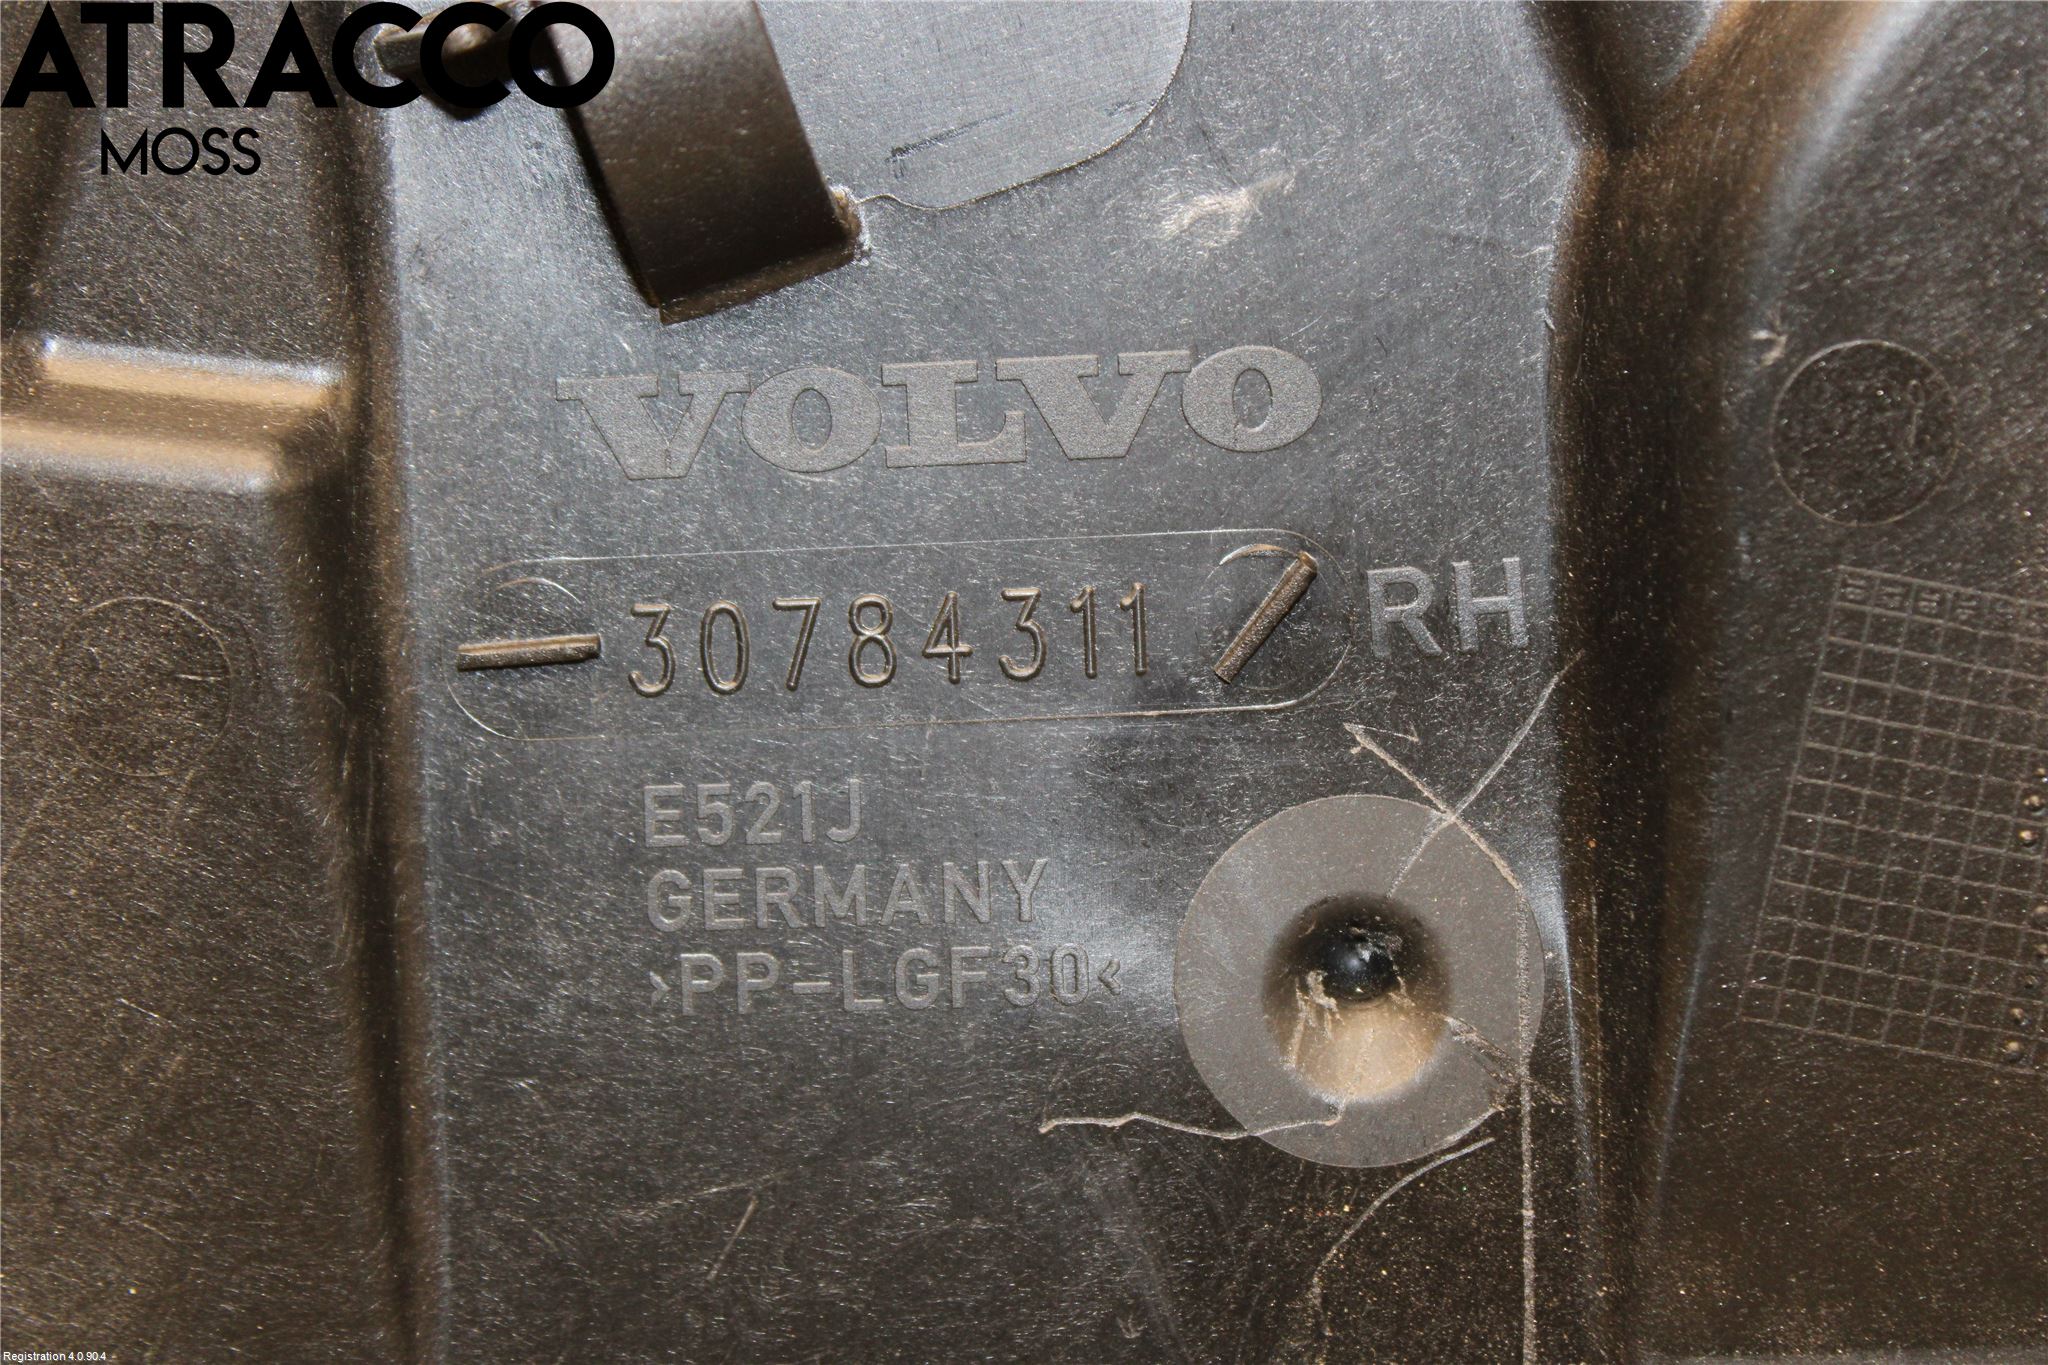 ATRACCO
MOSS
VOLVO
30784311 RH
E521J
GERMANY
>PP-LGF30<
Registration 4.0.90.4